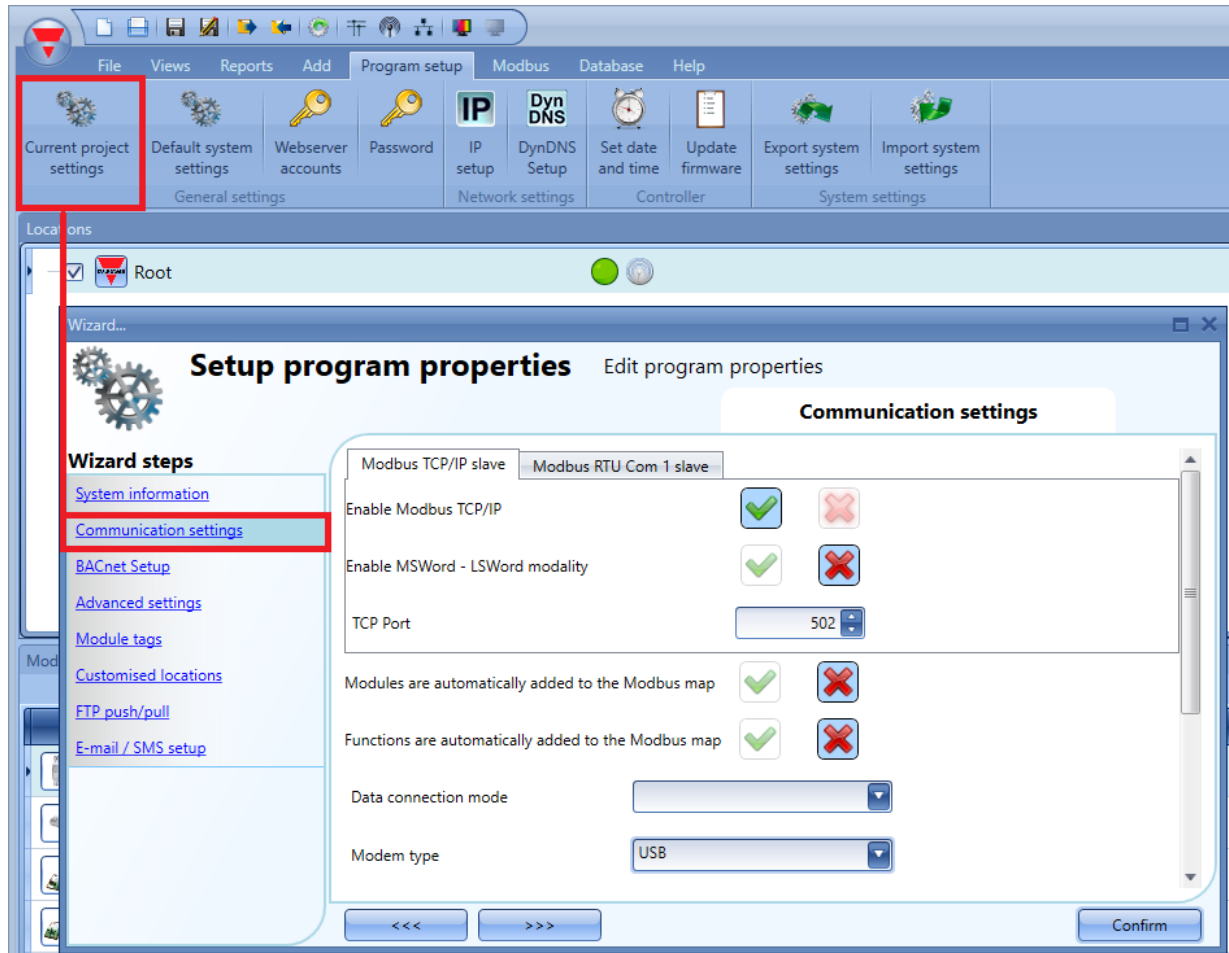 File Views Reports Add Program setup Modbus Database Help
IP Dyn
DNS
Current project Default system Webserver Password IP DynDNS Set date Update Export system Import system
settings settings accounts setup Setup and time firmware settings settings
General settings Network settings Controller System settings
Locations
Root
Wizard...
Setup program properties Edit program properties
Communication settings
Wizard steps
Modbus TCP/IP slave Modbus RTU Com 1 slave
System information
Enable Modbus TCP/IP
Communication settings
BACnet Setup
Enable MSWord - LSWord modality
Advanced settings
TCP Port 502
Module tags
Customised locations
Modules are automatically added to the Modbus map
FTP push/pull
E-mail / SMS setup
Functions are automatically added to the Modbus map
Data connection mode
Modem type USB
<<< >>> Confirm